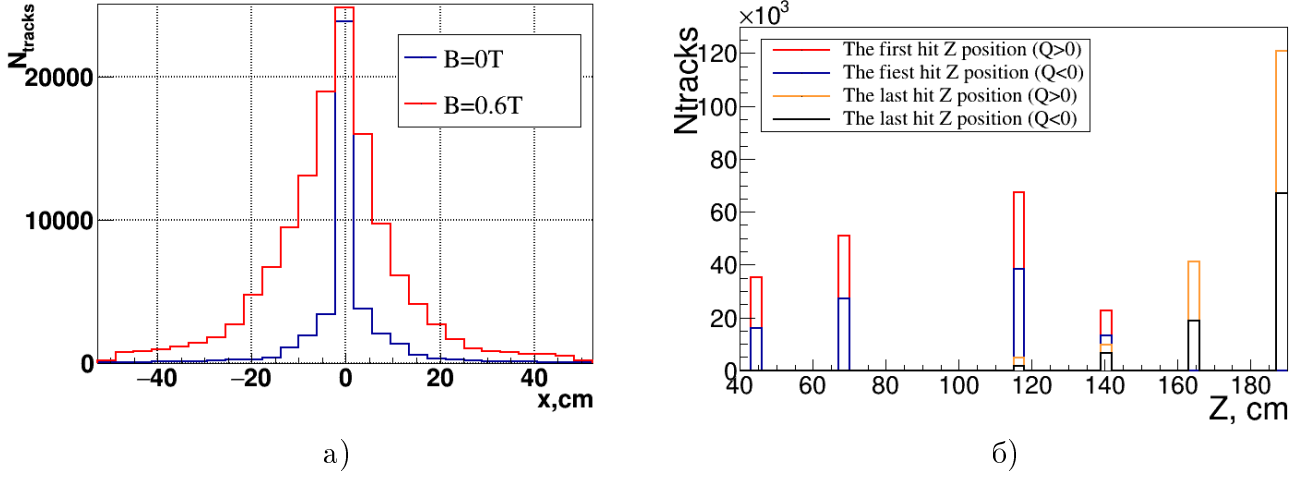 N_tracks
20000
10000
0
−40
−20
0
20
40
x,cm
B=0T
B=0.6T
а)
×10³
Ntracks
120
100
80
60
40
20
0
40
60
80
100
120
140
160
180
Z, cm
The first hit Z position (Q>0)
The fiest hit Z position (Q<0)
The last hit Z position (Q>0)
The last hit Z position (Q<0)
б)